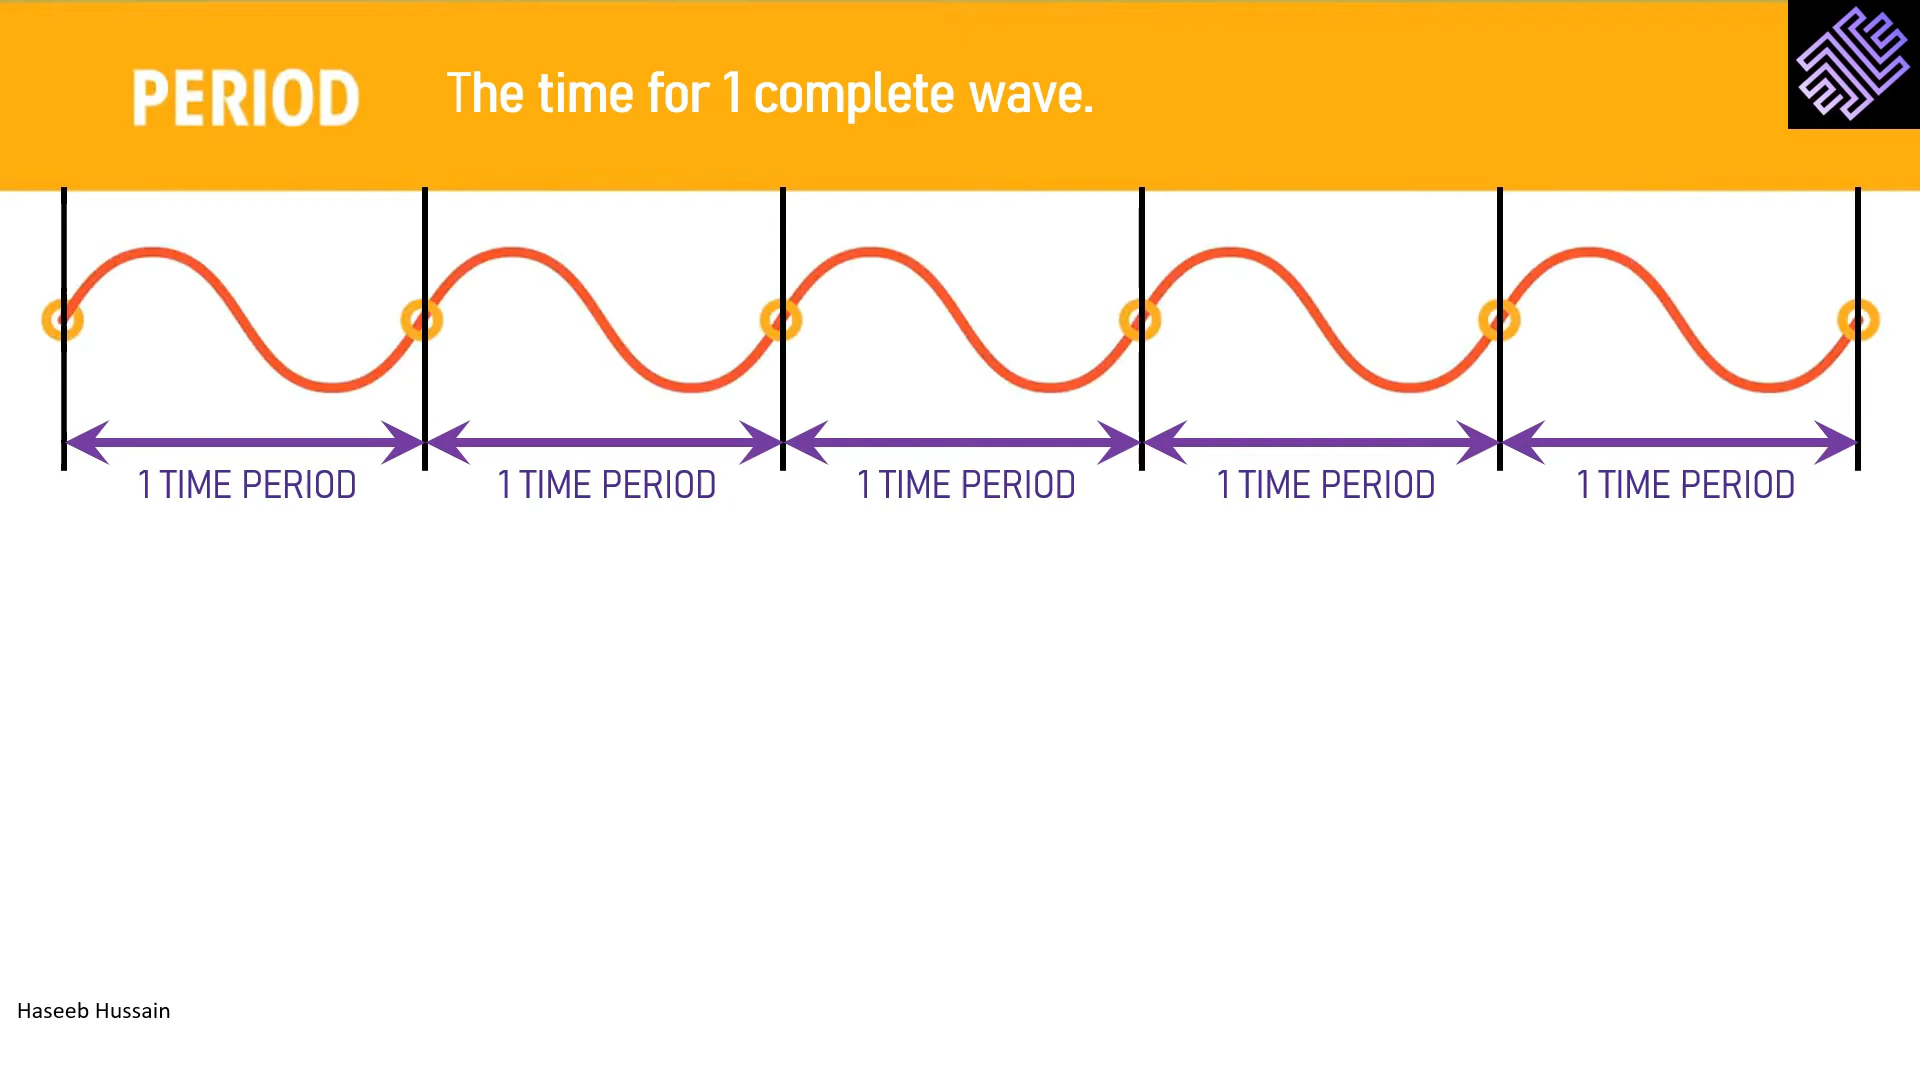 PERIOD The time for 1 complete wave.
1 TIME PERIOD 1 TIME PERIOD 1 TIME PERIOD 1 TIME PERIOD 1 TIME PERIOD
Haseeb Hussain